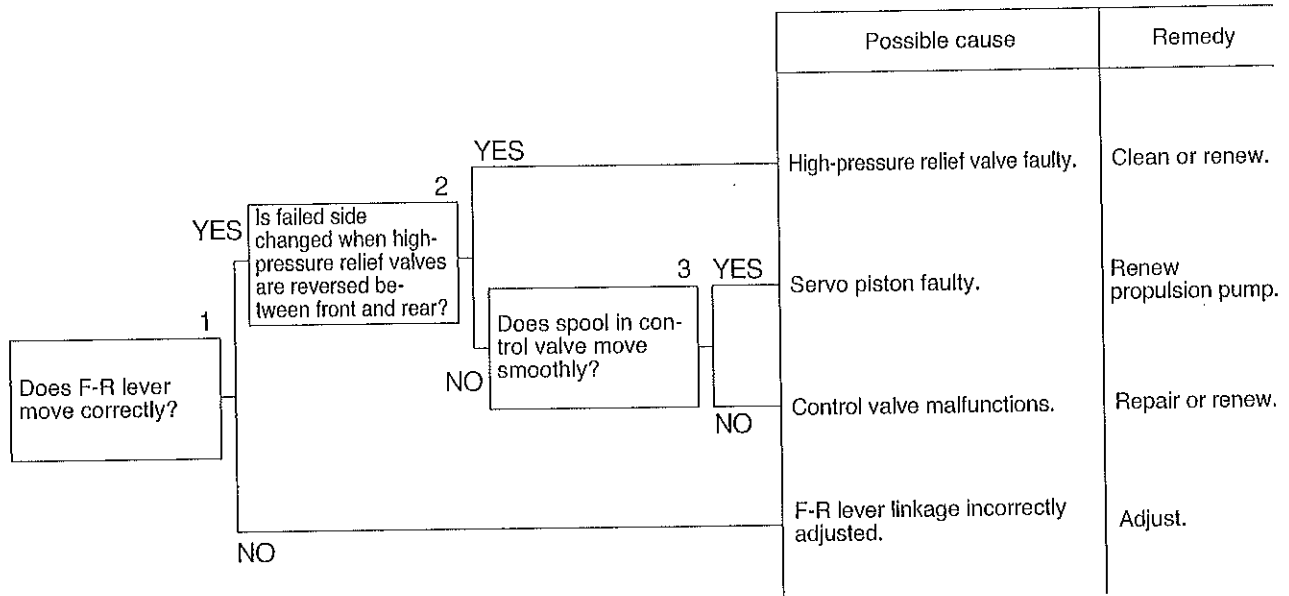 Possible cause
Remedy
YES
High-pressure relief valve faulty.
Clean or renew.
2
YES
Is failed side
changed when high-
pressure relief valves
are reversed be-
tween front and rear?
3
YES
Servo piston faulty.
Renew
propulsion pump.
1
Does F-R lever
move correctly?
NO
Does spool in con-
trol valve move
smoothly?
NO
Control valve malfunctions.
Repair or renew.
NO
F-R lever linkage incorrectly
adjusted.
Adjust.